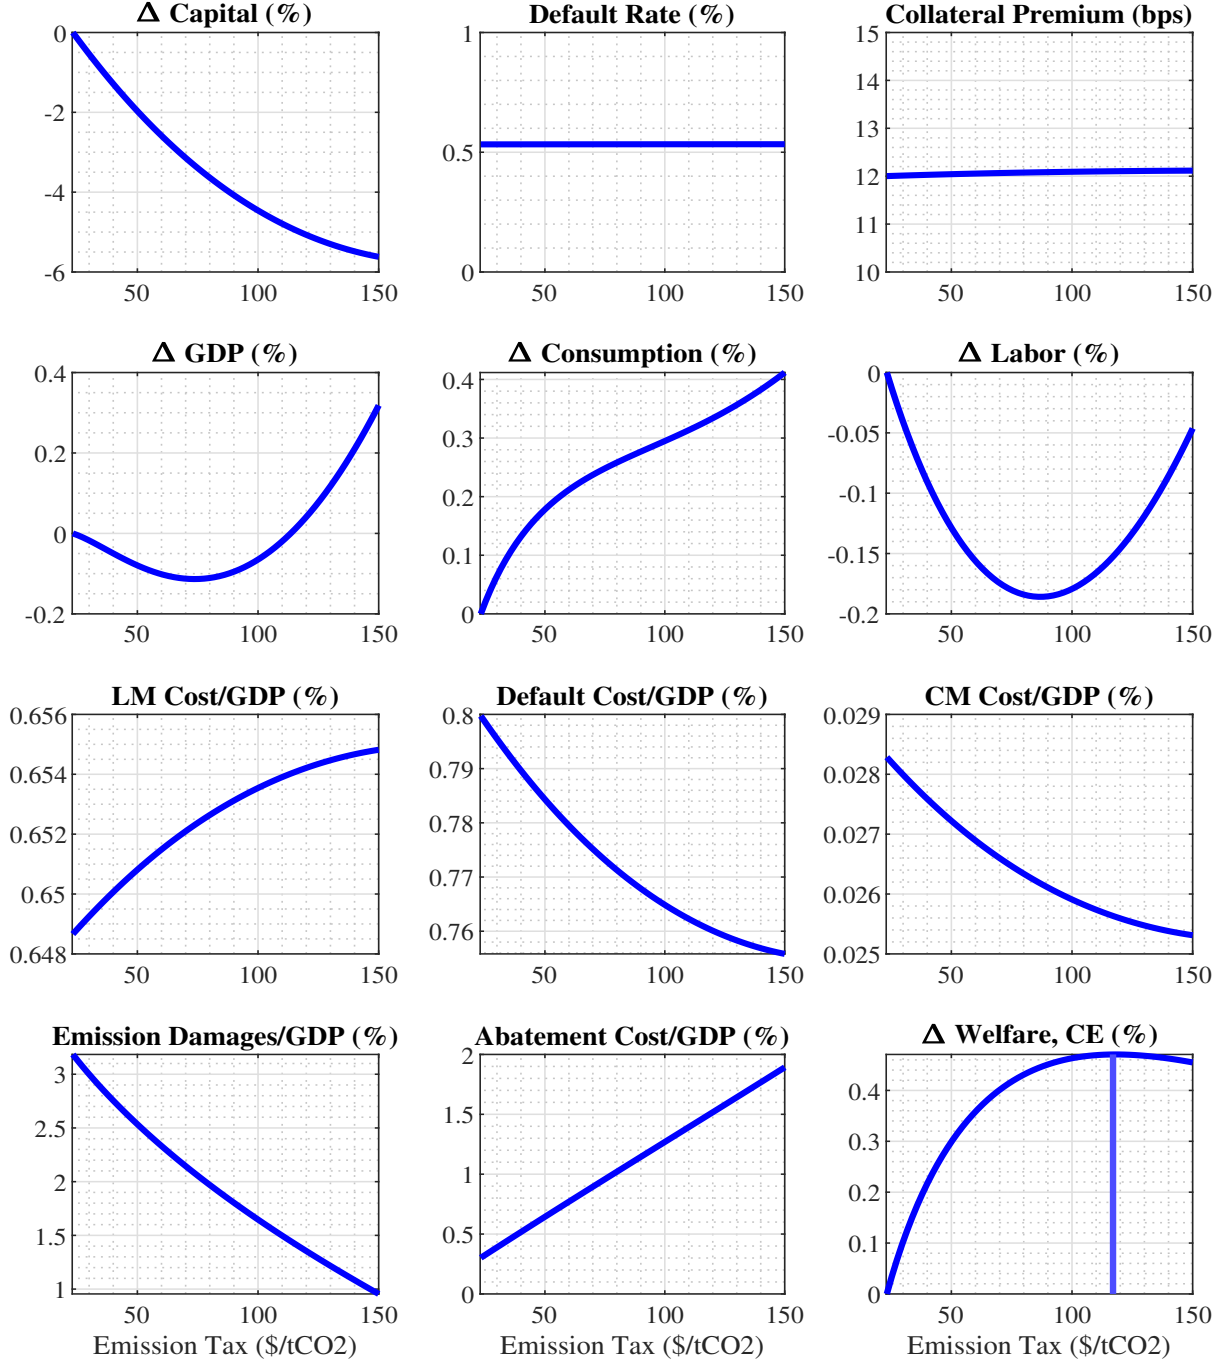 Δ Capital (%)
0
-2
-4
-6
50 100 150
Default Rate (%)
1
0.5
0
50 100 150
Collateral Premium (bps)
15
14
13
12
11
10
50 100 150
Δ GDP (%)
0.4
0.2
0
-0.2
50 100 150
Δ Consumption (%)
0.4
0.3
0.2
0.1
0
50 100 150
Δ Labor (%)
0
-0.05
-0.1
-0.15
-0.2
50 100 150
LM Cost/GDP (%)
0.656
0.654
0.652
0.65
0.648
50 100 150
Default Cost/GDP (%)
0.8
0.79
0.78
0.77
0.76
50 100 150
CM Cost/GDP (%)
0.029
0.028
0.027
0.026
0.025
50 100 150
Emission Damages/GDP (%)
3
2.5
2
1.5
1
50 100 150
Emission Tax ($/tCO2)
Abatement Cost/GDP (%)
2
1.5
1
0.5
0
50 100 150
Emission Tax ($/tCO2)
Δ Welfare, CE (%)
0.4
0.3
0.2
0.1
0
50 100 150
Emission Tax ($/tCO2)